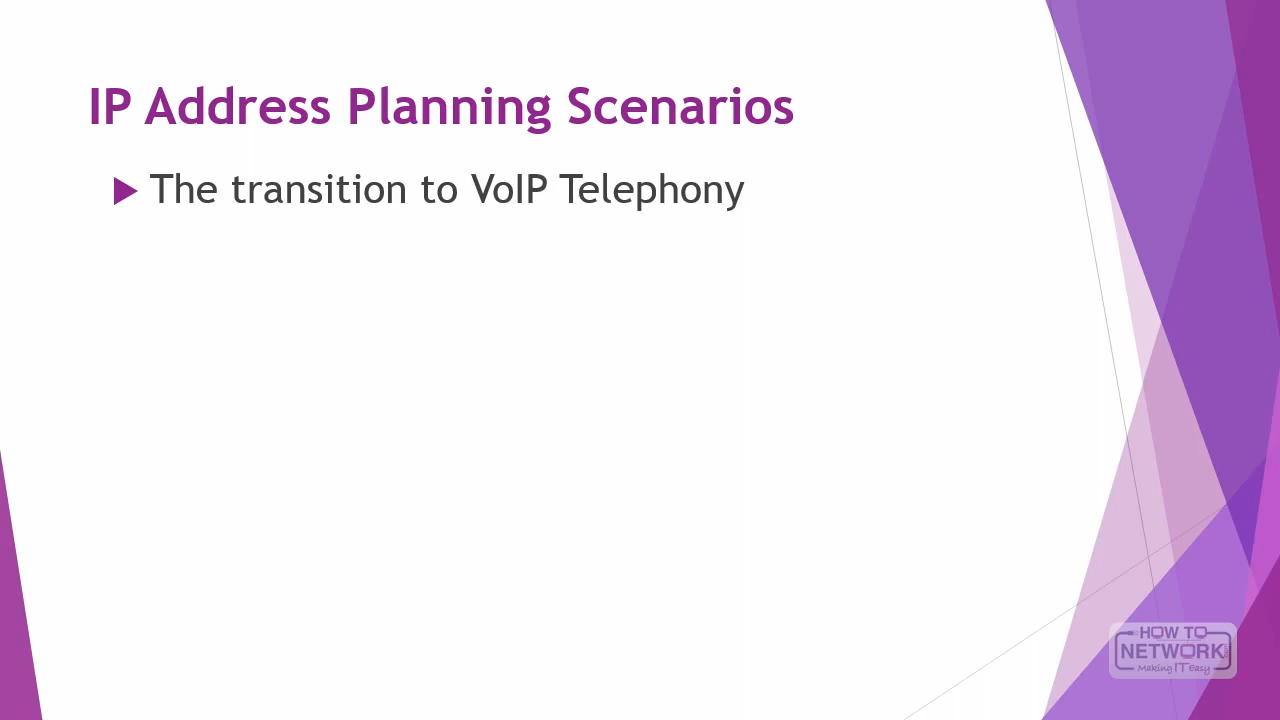 IP Address Planning Scenarios
The transition to VoIP Telephony
HOW TO
NETWORK
Making IT Easy